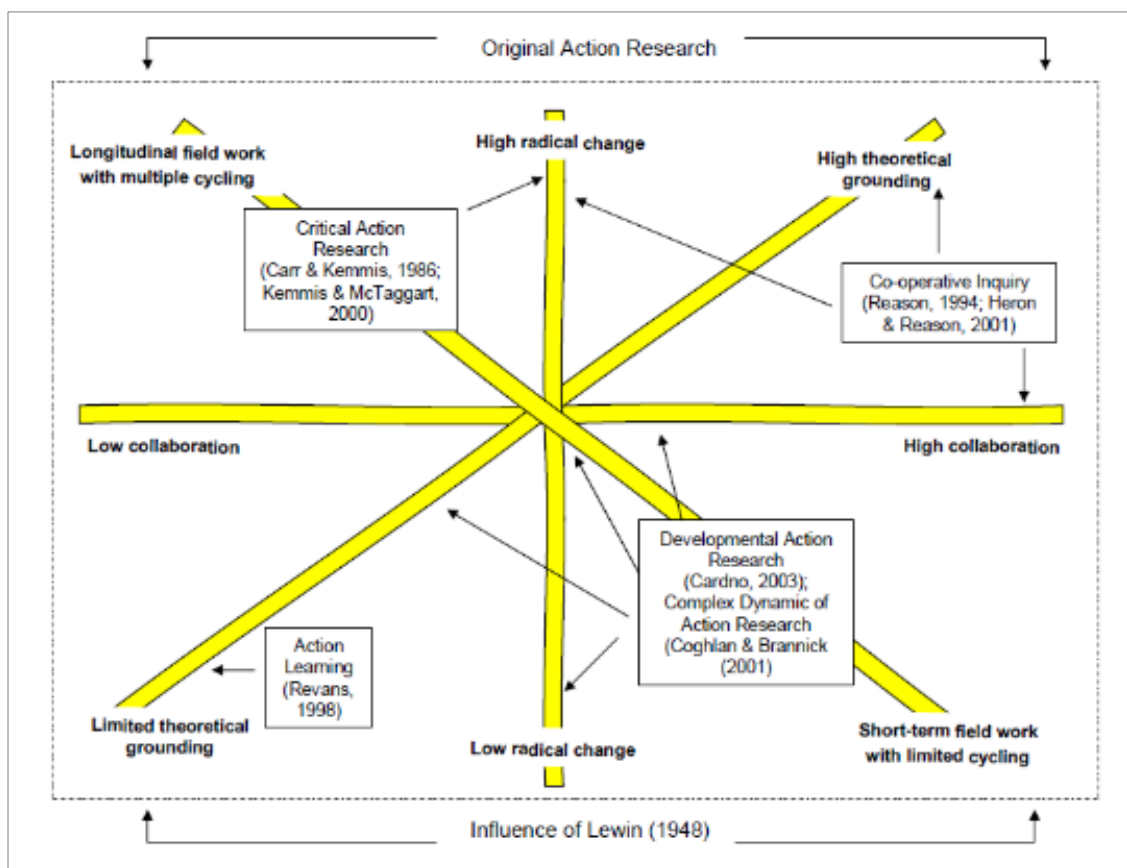 Original Action Research
Longitudinal field work
with multiple cycling
High radical change
High theoretical
grounding
Critical Action
Research
(Carr & Kemmis, 1986;
Kemmis & McTaggart,
2000)
Co-operative Inquiry
(Reason, 1994; Heron
& Reason, 2001)
Low collaboration
High collaboration
Developmental Action
Research
(Cardno, 2003);
Complex Dynamic of
Action Research
(Coghlan & Brannick
(2001)
Action
Learning
(Revans,
1998)
Limited theoretical
grounding
Low radical change
Short-term field work
with limited cycling
Influence of Lewin (1948)